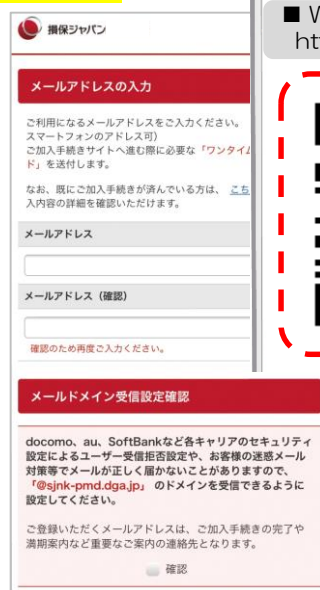 損保ジャパン
■ W
htt
メールアドレスの入力
ご利用になるメールアドレスをご入力ください。
スマートフォンのアドレス可）
ご加入手続きサイトへ進む際に必要な「ワンタイム
ド」を送付します。
なお、既にご加入手続きが済んでいる方は、 こち
入内容の詳細を確認いただけます。
メールアドレス
メールアドレス（確認）
確認のため再度ご入力ください。
メールドメイン受信設定確認
docomo、au、SoftBankなど各キャリアのセキュリティ
設定によるユーザー受信拒否設定や、お客様の迷惑メール
対策等でメールが正しく届かないことがありますので、
「@sjnk-pmd.dga.jp」 のドメインを受信できるように
設定してください。
ご登録いただくメールアドレスは、ご加入手続きの完了や
満期案内など重要なご案内の連絡先となります。
確認